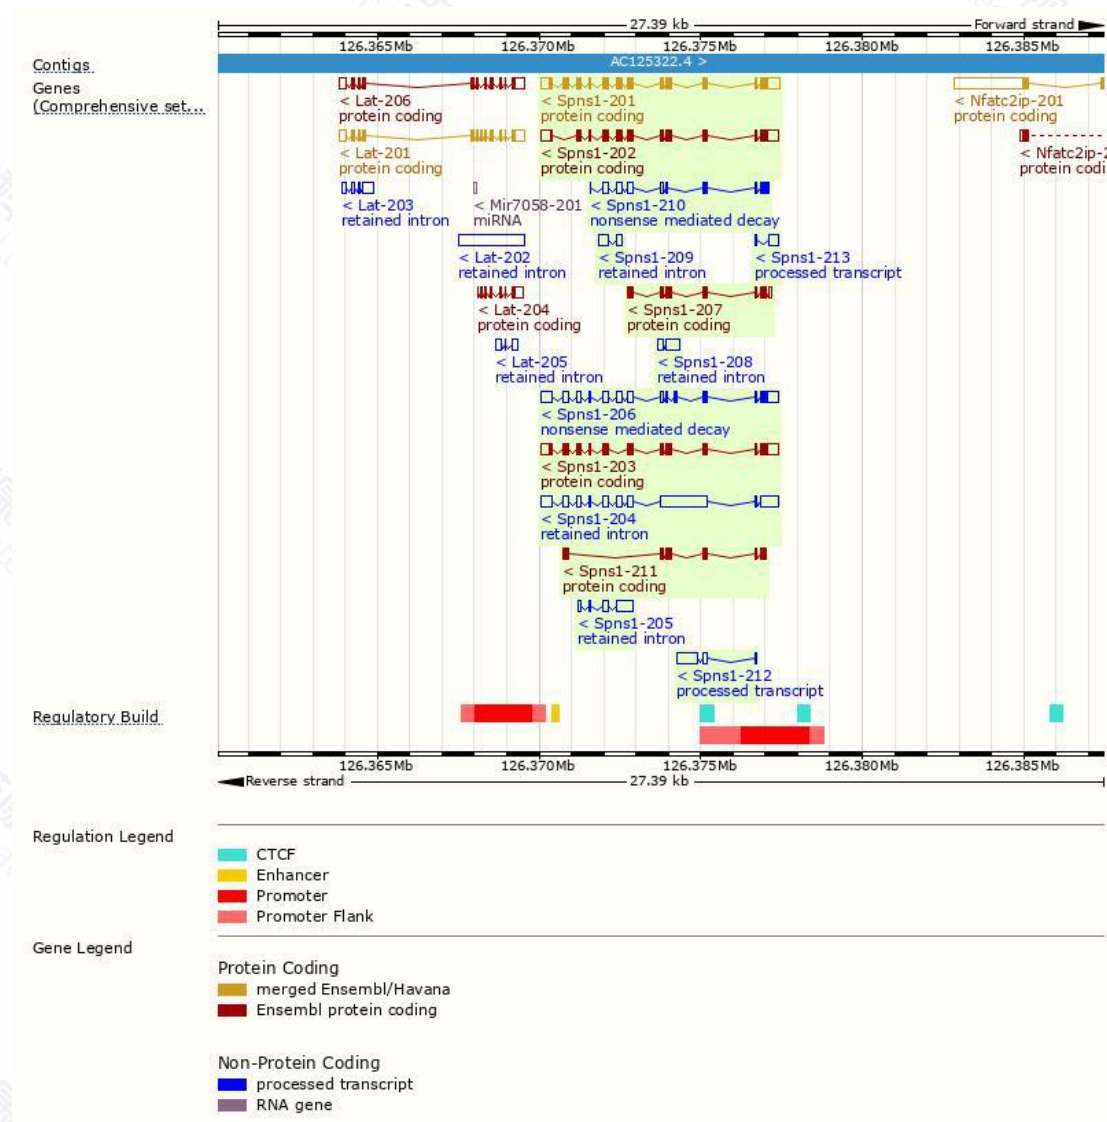 27.39 kb Forward strand
126.365Mb 126.370Mb 126.375Mb 126.380Mb 126.385Mb
Contigs AC125322.4 >
Genes
(Comprehensive set...
< Lat-206 < Spns1-201 < Nfatc2ip-201
protein coding protein coding protein coding
< Lat-201 < Spns1-202 < Nfatc2ip-2
protein coding protein coding protein codi
< Lat-203 < Mir7058-201 < Spns1-210
retained intron miRNA nonsense mediated decay
< Lat-202 < Spns1-209 < Spns1-213
retained intron retained intron processed transcript
< Lat-204 < Spns1-207
protein coding protein coding
< Lat-205 < Spns1-208
retained intron retained intron
< Spns1-206
nonsense mediated decay
< Spns1-203
protein coding
< Spns1-204
retained intron
< Spns1-211
protein coding
< Spns1-205
retained intron
< Spns1-212
processed transcript
Regulatory Build
126.365Mb 126.370Mb 126.375Mb 126.380Mb 126.385Mb
Reverse strand 27.39 kb
Regulation Legend
CTCF
Enhancer
Promoter
Promoter Flank
Gene Legend
Protein Coding
merged Ensembl/Havana
Ensembl protein coding
Non-Protein Coding
processed transcript
RNA gene